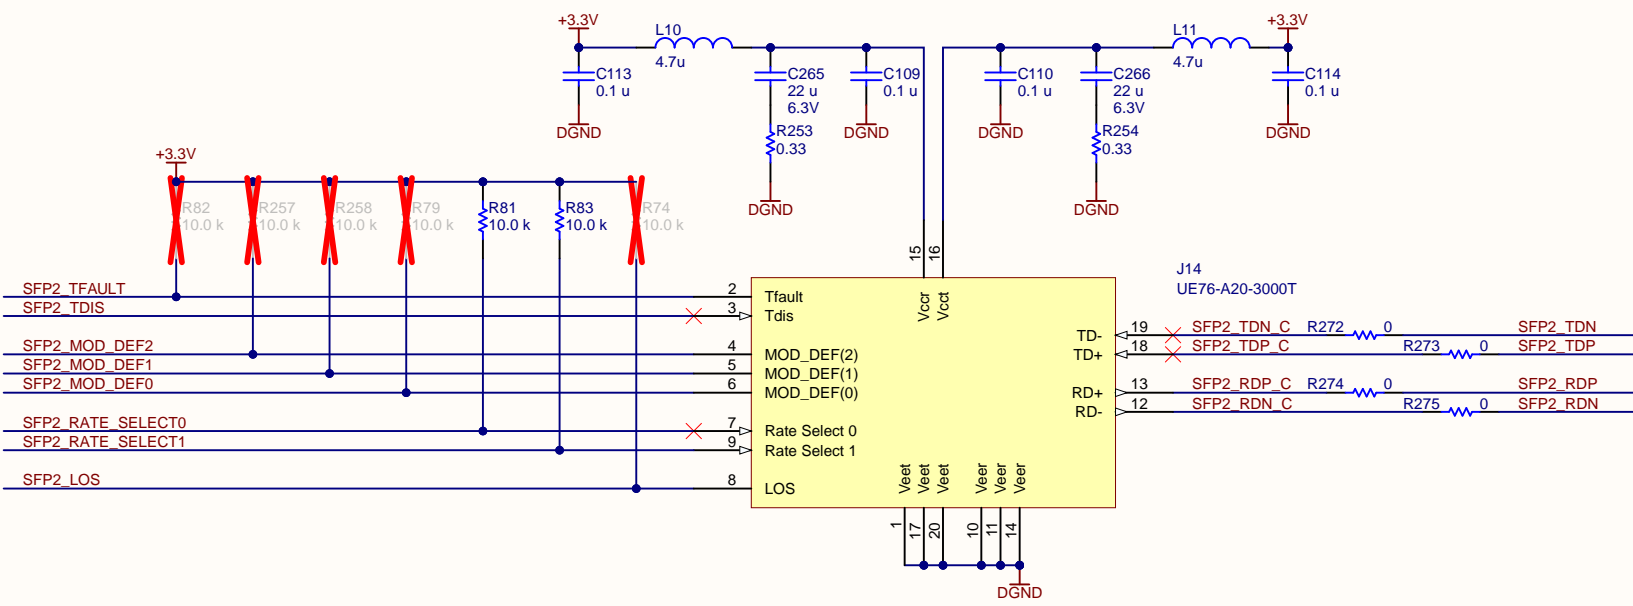 +3.3V
L10
4.7u
C113
0.1 u
DGND
C265
22 u
6.3V
R253
0.33
DGND
C109
0.1 u
DGND
C110
0.1 u
DGND
C266
22 u
6.3V
R254
0.33
DGND
L11
4.7u
+3.3V
C114
0.1 u
DGND
+3.3V
R82
10.0 k
R257
10.0 k
R258
10.0 k
R79
10.0 k
R81
10.0 k
R83
10.0 k
R74
10.0 k
15
16
Vccr
Vcct
J14
UE76-A20-3000T
SFP2_TFAULT
2
Tfault
SFP2_TDIS
3
Tdis
SFP2_MOD_DEF2
4
MOD_DEF(2)
SFP2_MOD_DEF1
5
MOD_DEF(1)
SFP2_MOD_DEF0
6
MOD_DEF(0)
SFP2_RATE_SELECT0
7
Rate Select 0
SFP2_RATE_SELECT1
9
Rate Select 1
SFP2_LOS
8
LOS
TD-
19
SFP2_TDN_C
R272
0
SFP2_TDN
TD+
18
SFP2_TDP_C
R273
0
SFP2_TDP
RD+
13
SFP2_RDP_C
R274
0
SFP2_RDP
RD-
12
SFP2_RDN_C
R275
0
SFP2_RDN
Veet
Veet
Veet
Veer
Veer
Veer
1
17
20
10
11
14
DGND